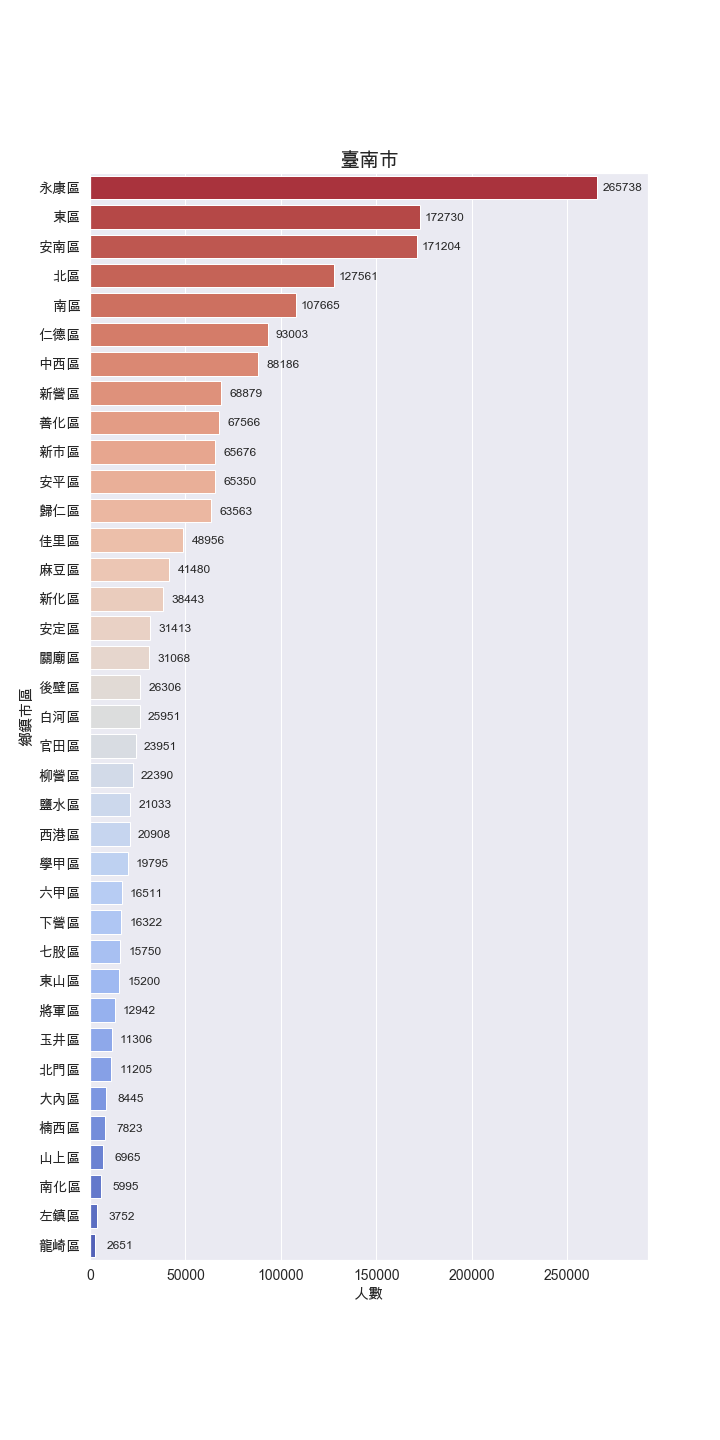 臺南市
永康區 265738
東區 172730
安南區 171204
北區 127561
南區 107665
仁德區 93003
中西區 88186
新營區 68879
善化區 67566
新市區 65676
安平區 65350
歸仁區 63563
佳里區 48956
麻豆區 41480
新化區 38443
安定區 31413
關廟區 31068
後壁區 26306
白河區 25951
官田區 23951
柳營區 22390
鹽水區 21033
西港區 20908
學甲區 19795
六甲區 16511
下營區 16322
七股區 15750
東山區 15200
將軍區 12942
玉井區 11306
北門區 11205
大內區 8445
楠西區 7823
山上區 6965
南化區 5995
左鎮區 3752
龍崎區 2651
0 50000 100000 150000 200000 250000
人數
鄉鎮市區